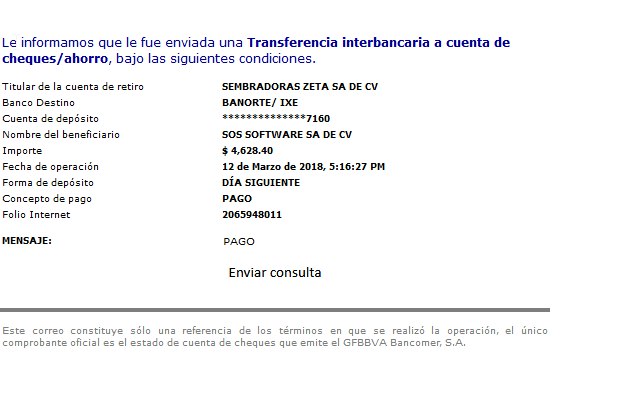 Le informamos que le fue enviada una Transferencia interbancaria a cuenta de
cheques/ahorro, bajo las siguientes condiciones.
Titular de la cuenta de retiro SEMBRADORAS ZETA SA DE CV
Banco Destino BANORTE/ IXE
Cuenta de depósito **************7160
Nombre del beneficiario SOS SOFTWARE SA DE CV
Importe $ 4,628.40
Fecha de operación 12 de Marzo de 2018, 5:16:27 PM
Forma de depósito DÍA SIGUIENTE
Concepto de pago PAGO
Folio Internet 2065948011
MENSAJE: PAGO
Enviar consulta
Este correo constituye sólo una referencia de los términos en que se realizó la operación, el único
comprobante oficial es el estado de cuenta de cheques que emite el GFBBVA Bancomer, S.A.